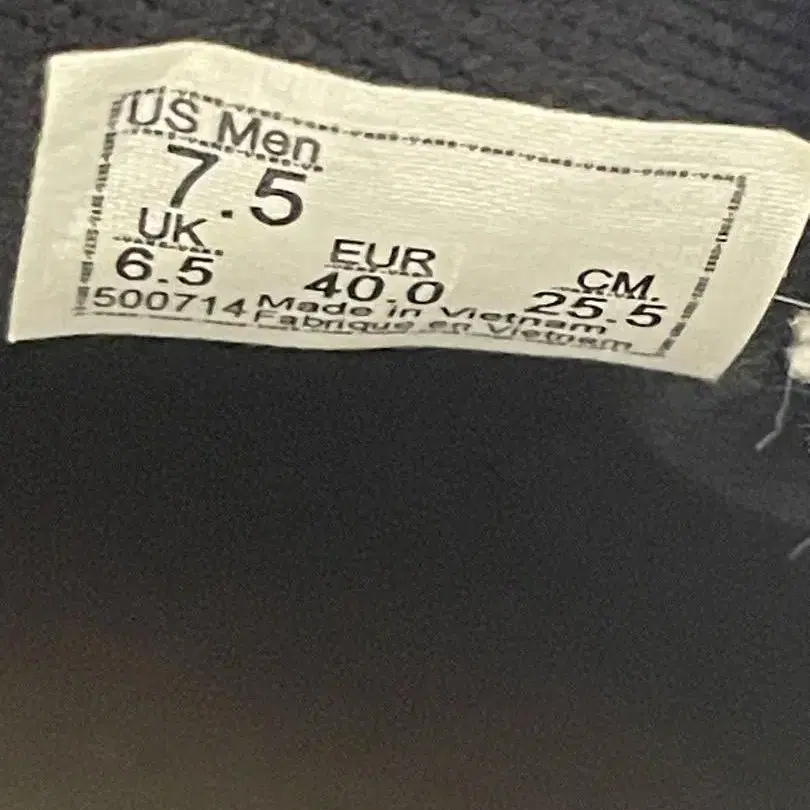 US Men
7.5
UK EUR CM.
6.5 40.0 25.5
500714 Made in Vietnam
Fabrique en Vietnam